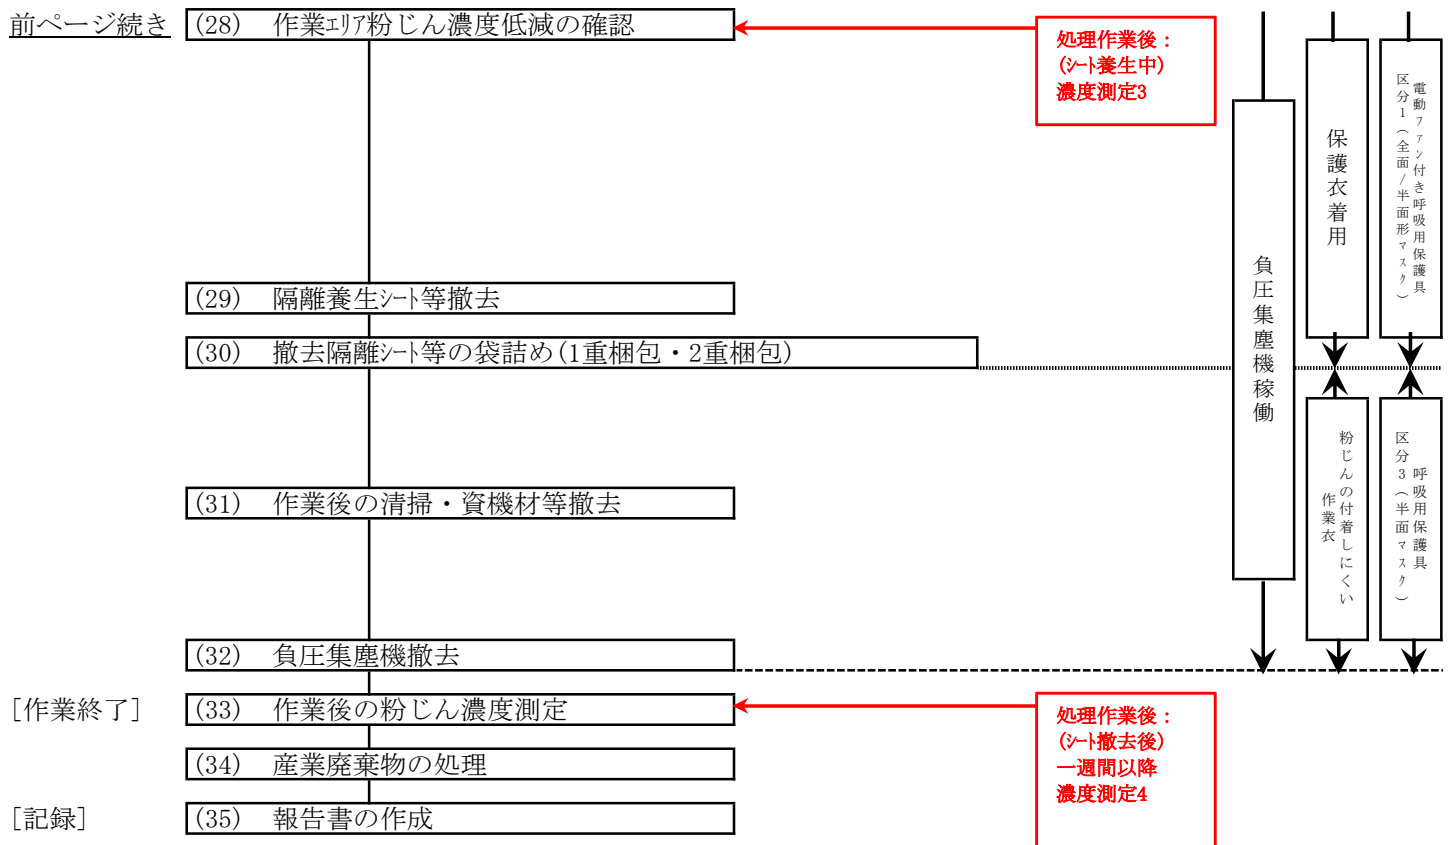 前ページ続き
(28) 作業ｴﾘｱ粉じん濃度低減の確認
処理作業後：
(ｼｰﾄ養生中)
濃度測定3
負圧集塵機稼働
保護衣着用
電動ファン付き呼吸用保護具
区分1（全面/半面形マスク）
(29) 隔離養生ｼｰﾄ等撤去
(30) 撤去隔離ｼｰﾄ等の袋詰め(1重梱包・2重梱包)
粉じんの付着しにくい
作業衣
呼吸用保護具
区分3（半面マスク）
(31) 作業後の清掃・資機材等撤去
(32) 負圧集塵機撤去
[作業終了]
(33) 作業後の粉じん濃度測定
処理作業後：
(ｼｰﾄ撤去後)
一週間以降
濃度測定4
(34) 産業廃棄物の処理
[記録]
(35) 報告書の作成